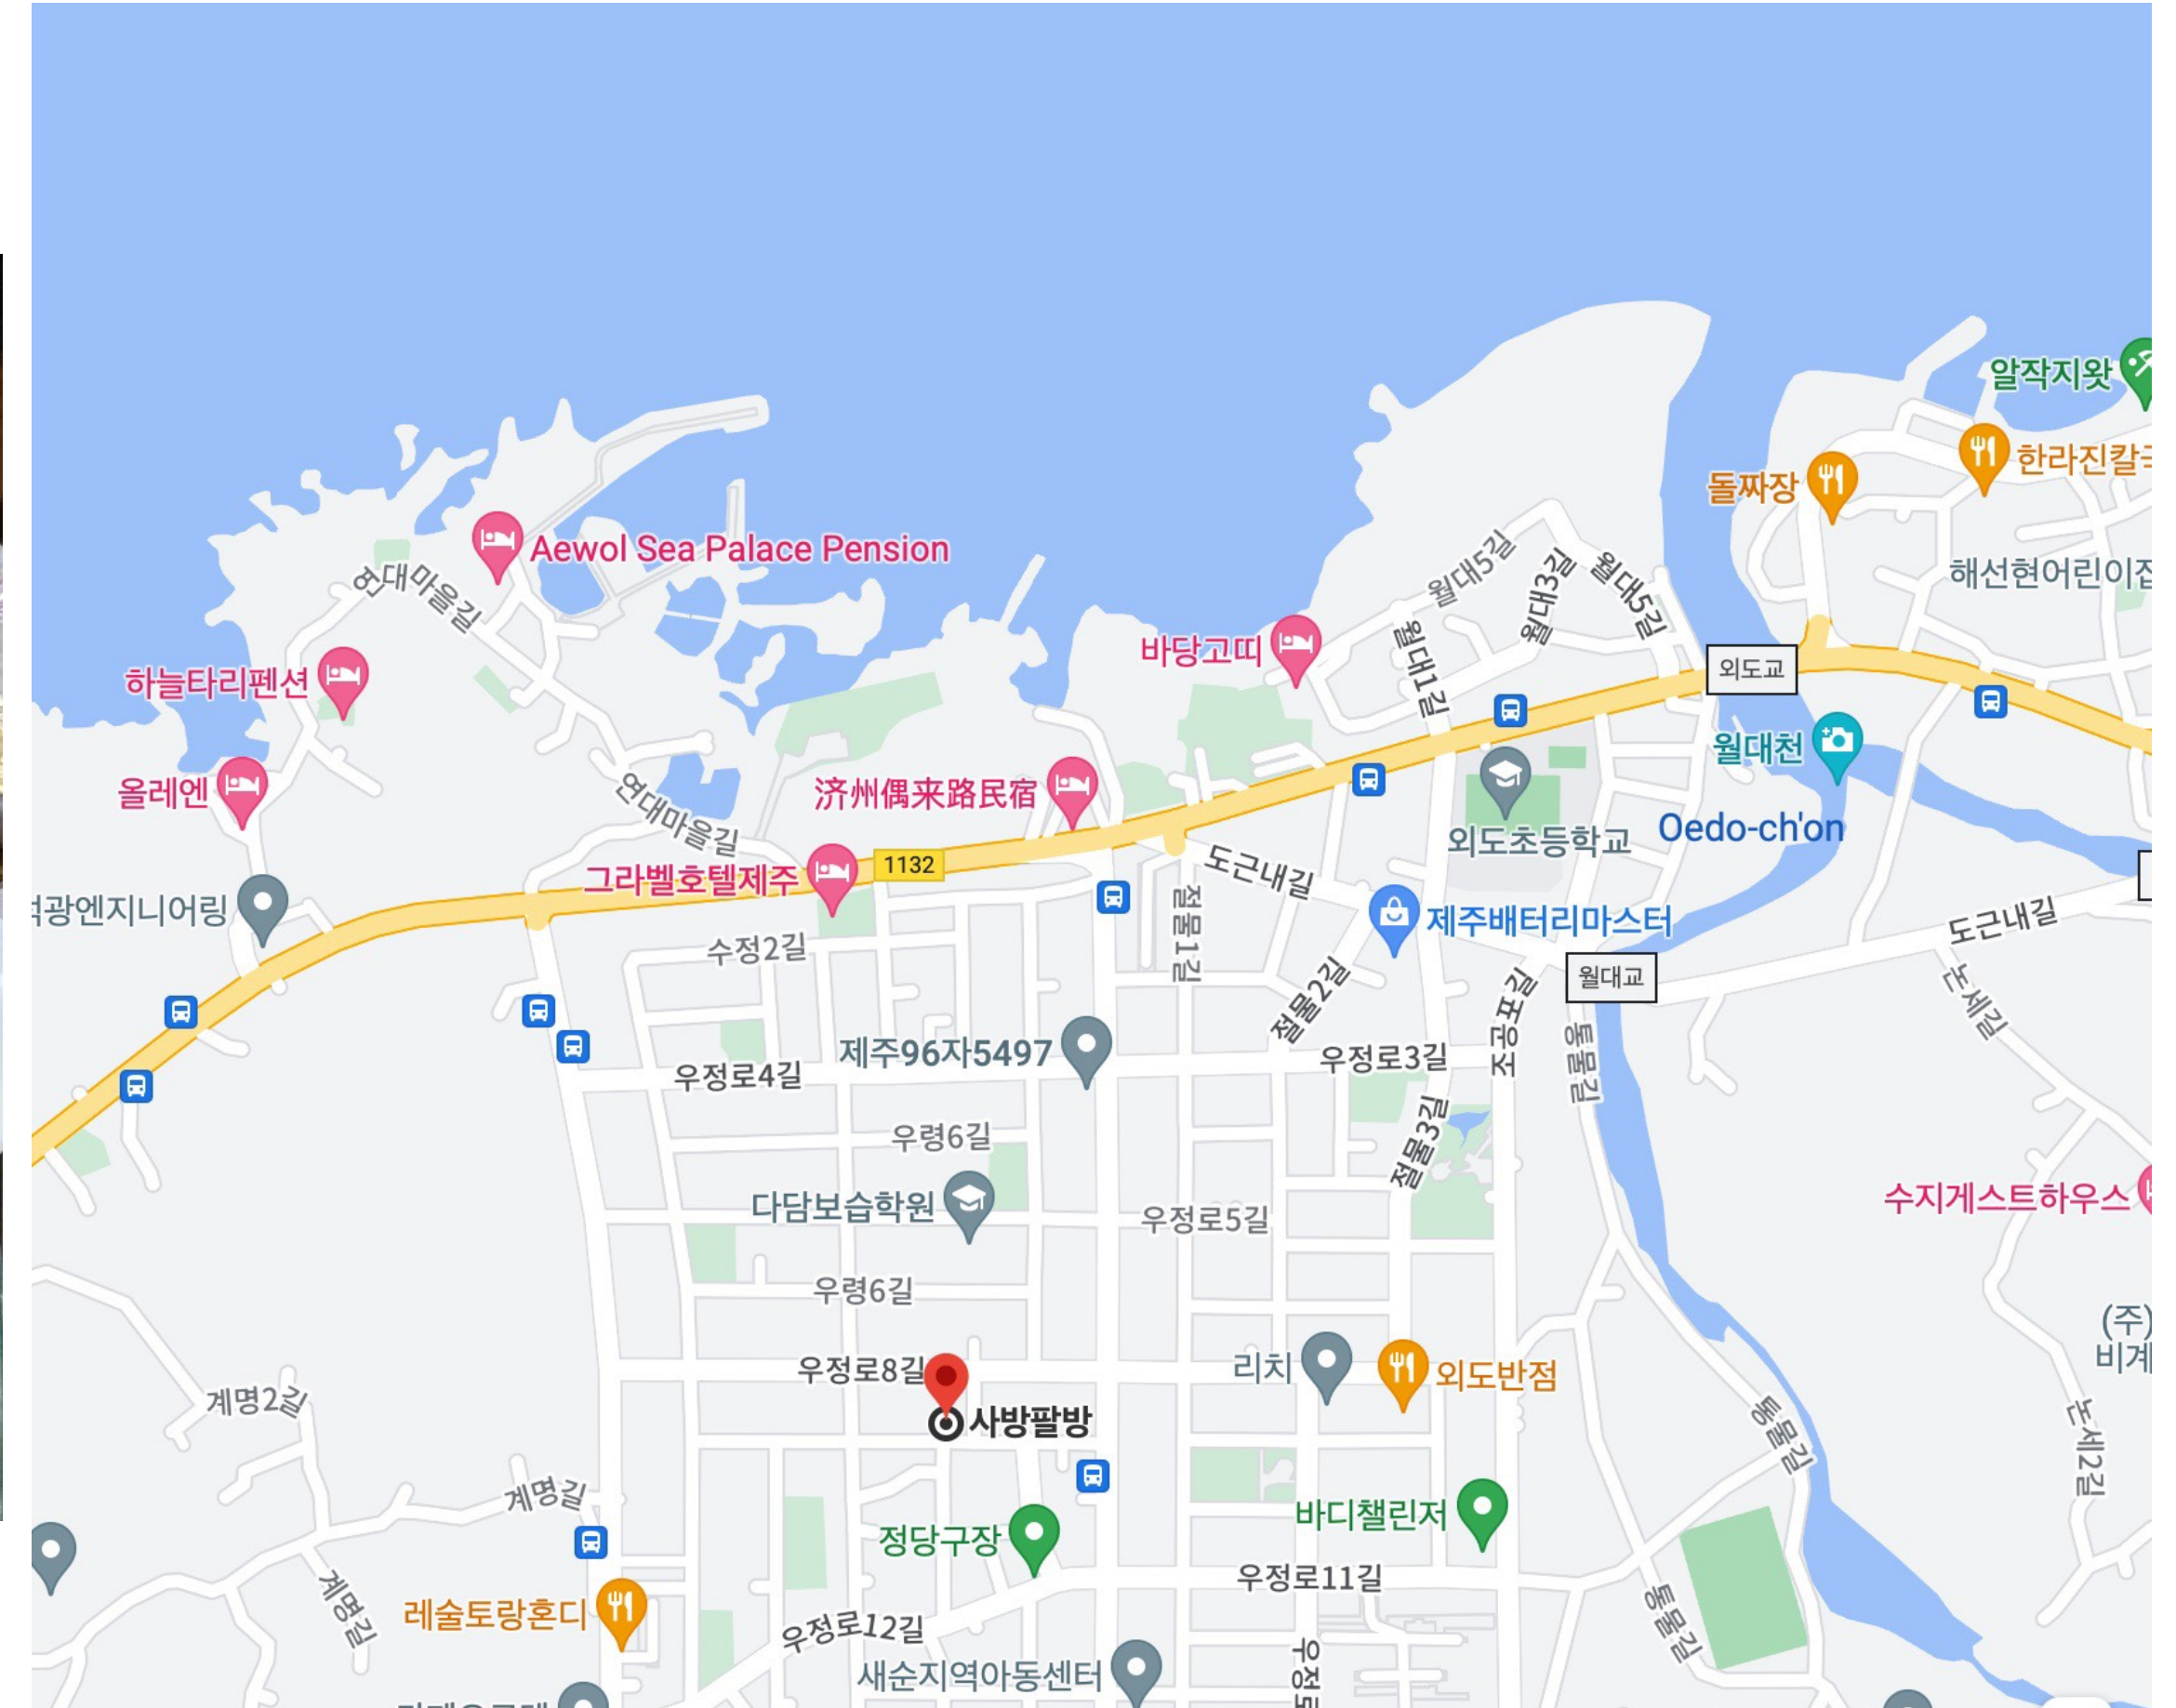 알작지왓
한라진칼국
돌짜장
Aewol Sea Palace Pension
연대마을길
해선현어린이집
월대5길
월대3길
월대5길
바당고띠
월대1길
외도교
하늘타리펜션
월대천
올레엔
연대마을길
済州偶来路民宿
외도초등학교
Oedo-ch'on
그라벨호텔제주
1132
도근내길
광엔지니어링
절물1길
제주배터리마스터
도근내길
수정2길
월대교
절물2길
조공포길
논세길
동물길
제주96자5497
우정로3길
우정로4길
절물3길
우령6길
다담보습학원
우정로5길
수지게스트하우스
우령6길
(주)
비계
우정로8길
리치
외도반점
계명2길
사방팔방
통물길
논세2길
계명길
바디챌린저
정당구장
우정로11길
계명길
레술토랑혼디
우정로12길
통물길
새순지역아동센터
우정로